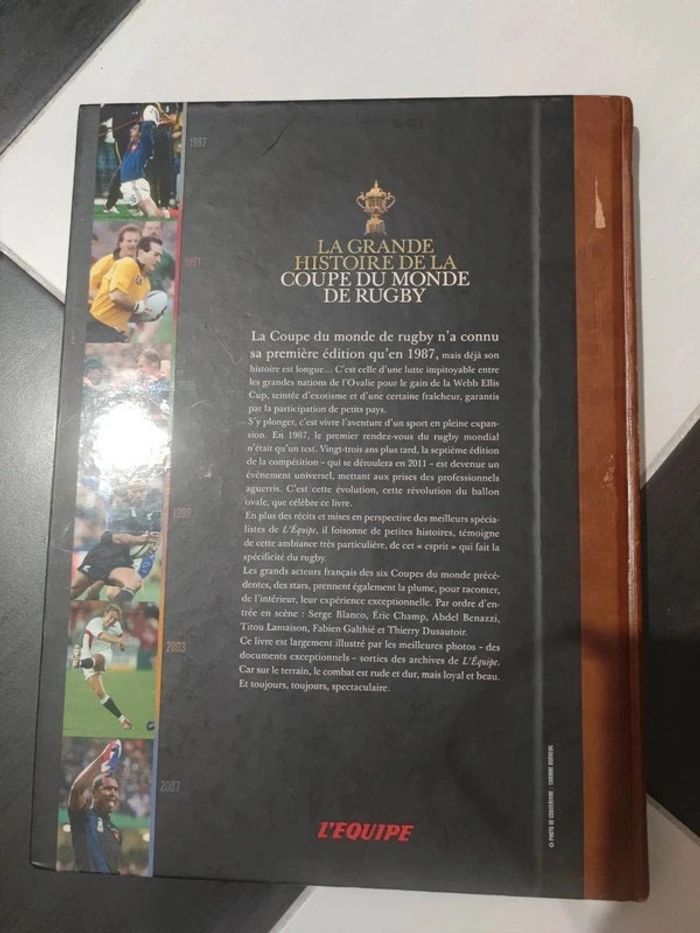 1987
1991
1999
2003
2007
LA GRANDE
HISTOIRE DE LA
COUPE DU MONDE
DE RUGBY
La Coupe du monde de rugby n'a connu
sa première édition qu'en 1987, mais déjà son
histoire est longue... C'est celle d'une lutte impitoyable entre
les grandes nations de l'Ovalie pour le gain de la Webb Ellis
Cup, teintée d'exotisme et d'une certaine fraîcheur, garantis
par la participation de petits pays.
S'y plonger, c'est vivre l'aventure d'un sport en pleine expan-
sion. En 1987, le premier rendez-vous du rugby mondial
n'était qu'un test. Vingt-trois ans plus tard, la septième édition
de la compétition - qui se déroulera en 2011 - est devenue un
évènement universel, mettant aux prises des professionnels
aguerris. C'est cette évolution, cette révolution du ballon
ovale, que célèbre ce livre.
En plus des récits et mises en perspective des meilleurs spécia-
listes de L'Équipe, il foisonne de petites histoires, témoigne
de cette ambiance très particulière, de cet « esprit » qui fait la
spécificité du rugby.
Les grands acteurs français des six Coupes du monde précé-
dentes, des stars, prennent également la plume, pour raconter,
de l'intérieur, leur expérience exceptionnelle. Par ordre d'en-
trée en scène : Serge Blanco, Éric Champ, Abdel Benazzi,
Titou Lamaison, Fabien Galthié et Thierry Dusautoir.
Ce livre est largement illustré par les meilleures photos - des
documents exceptionnels - sorties des archives de L'Équipe.
Car sur le terrain, le combat est rude et dur, mais loyal et beau.
Et toujours, toujours, spectaculaire.
L'ÉQUIPE
© PHOTO DE COUVERTURE :